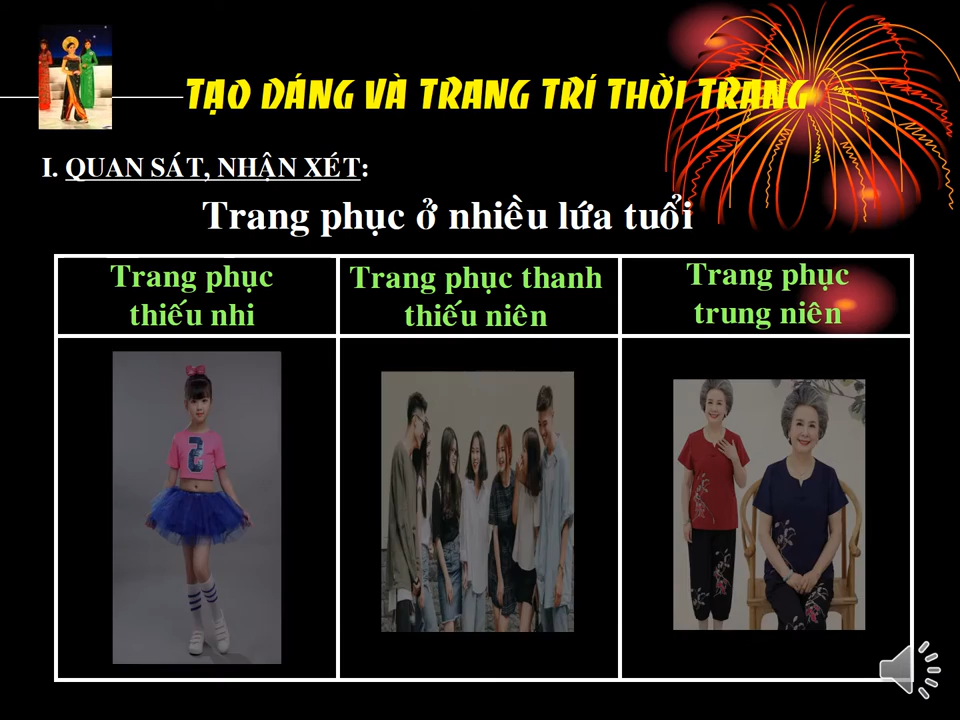 TẠO DÁNG VÀ TRANG TRÍ THỜI TRANG
I. QUAN SÁT, NHẬN XÉT:
Trang phục ở nhiều lứa tuổi
Trang phục
thiếu nhi
Trang phục thanh
thiếu niên
Trang phục
trung niên
5